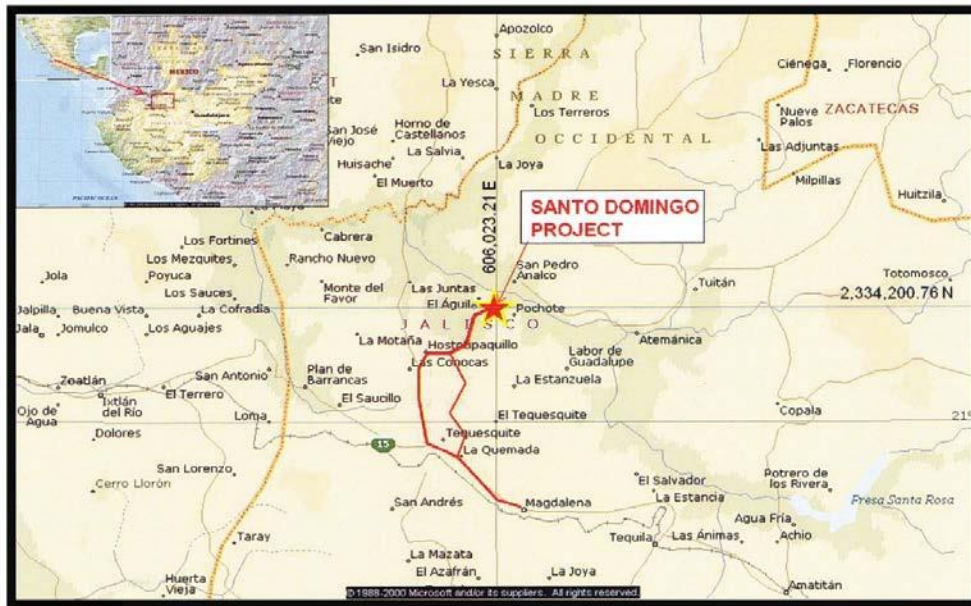 Apozolco
San Isidro
SIERRA
Ciénega
Florencio
La Yesca
MADRE
Los Terreros
Nueve
Palos
ZACATECAS
MEXICO
Guadalajara
San José
Viejo
Horno de
Castellanos
OCCIDENTAL
Las Adjuntas
Huisache
La Salvia
La Joya
El Muerto
Milpillas
Huitzila
PACIFIC OCEAN
606,023.21 E
SANTO DOMINGO
PROJECT
Los Fortines
Cabrera
Los Mezquites
Rancho Nuevo
San Pedro
Analco
Jola
Poyuca
Monte del
Favor
Las Juntas
Tuitán
Totomosco
Los Sauces
El Águila
2,334,200.76 N
Jalpilla
Buena Vista
La Cofradía
Pochote
Jala
Jomulco
Los Aguajes
JALISCO
La Motaña
Hostotipaquillo
Atemánica
Las Conocas
Labor de
Guadalupe
San Antonio
Plan de
Barrancas
La Estanzuela
Zoatlán
Ixtlán
del Río
El Terrero
El Saucillo
Ojo de
Agua
Loma
El Tequesquite
Copala
21°
Dolores
15
Tequesquite
La Quemada
San Lorenzo
Cerro Llorón
El Salvador
Potrero de
los Rivera
San Andrés
Magdalena
La Estancia
Presa Santa Rosa
Agua Fría
Taray
Tequila
Las Ánimas
Achio
La Mazata
Huerta
Vieja
El Azafrán
La Joya
Amatitán
© 1988-2000 Microsoft and/or its suppliers. All rights reserved.